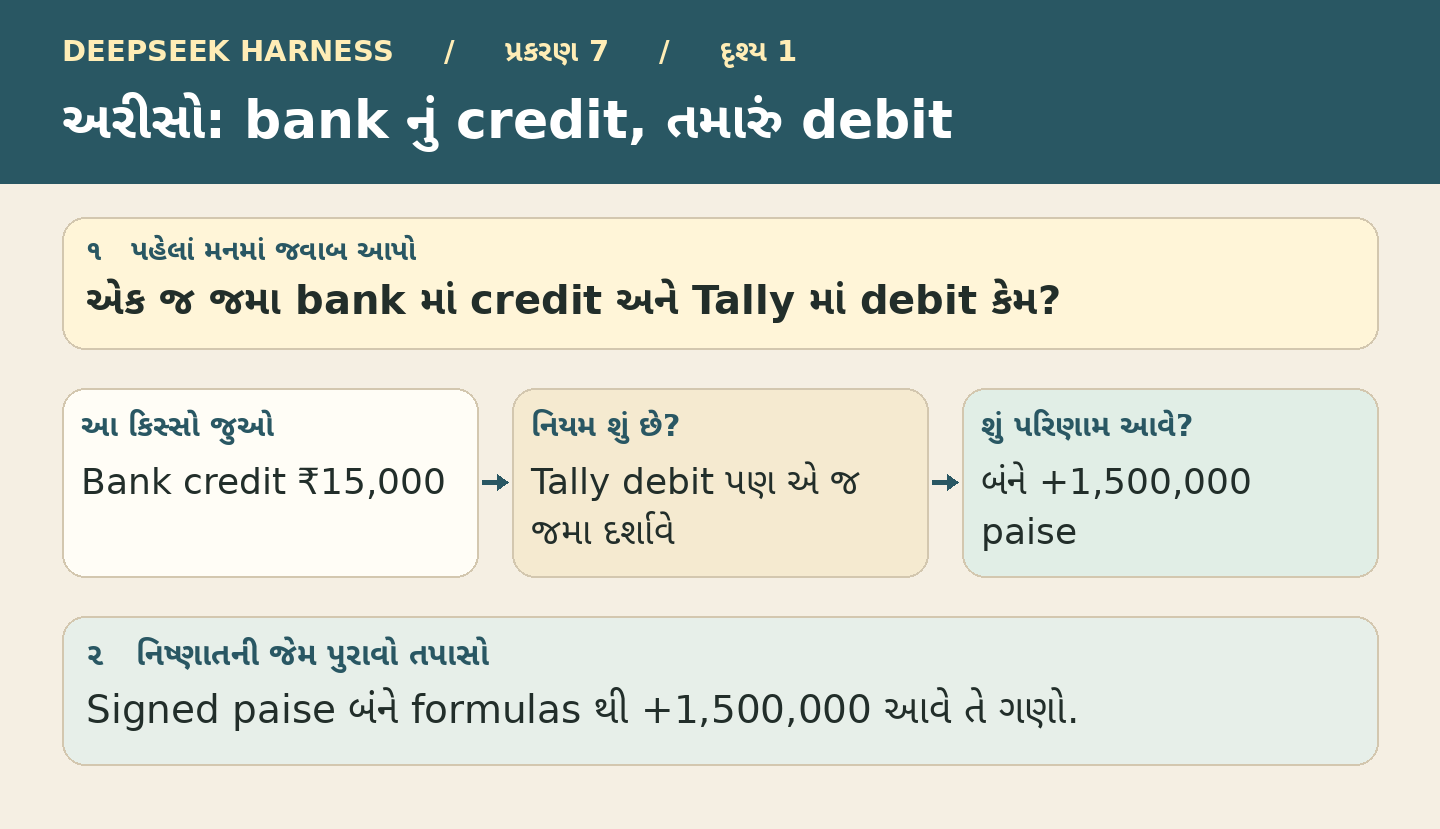 DEEPSEEK HARNESS / પ્રકરણ 7 / દૃશ્ય 1
અરીસો: bank નું credit, તમારું debit
૧ પહેલાં મનમાં જવાબ આપો
એક જ જમા bank માં credit અને Tally માં debit કેમ?
આ કિસ્સો જુઓ
Bank credit ₹15,000
નિયમ શું છે?
Tally debit પણ એ જ
જમા દર્શાવે
શું પરિણામ આવે?
બંને +1,500,000
paise
૨ નિષ્ણાતની જેમ પુરાવો તપાસો
Signed paise બંને formulas થી +1,500,000 આવે તે ગણો.